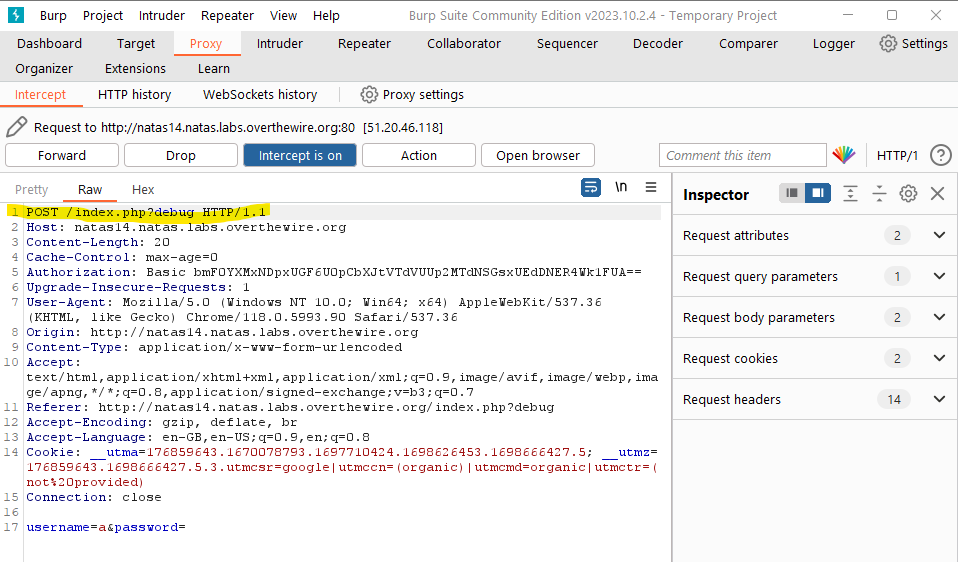 Burp Project Intruder Repeater View Help Burp Suite Community Edition v2023.10.2.4 - Temporary Project
Dashboard Target Proxy Intruder Repeater Collaborator Sequencer Decoder Comparer Logger Settings
Organizer Extensions Learn
Intercept HTTP history WebSockets history Proxy settings
Request to http://natas14.natas.labs.overthewire.org:80 [51.20.46.118]
Forward Drop Intercept is on Action Open browser Comment this item HTTP/1 ?
Pretty Raw Hex \n
Inspector
1 POST /index.php?debug HTTP/1.1
2 Host: natas14.natas.labs.overthewire.org
3 Content-Length: 20
4 Cache-Control: max-age=0
5 Authorization: Basic
6 Upgrade-Insecure-Requests: 1
7 User-Agent: Mozilla/5.0 (Windows NT 10.0; Win64; x64) AppleWebKit/537.36
(KHTML, like Gecko) Chrome/118.0.5993.90 Safari/537.36
8 Origin: http://natas14.natas.labs.overthewire.org
9 Content-Type: application/x-www-form-urlencoded
10 Accept:
text/html,application/xhtml+xml,application/xml;q=0.9,image/avif,image/webp,ima
ge/apng,*/*;q=0.8,application/signed-exchange;v=b3;q=0.7
11 Referer: http://natas14.natas.labs.overthewire.org/index.php?debug
12 Accept-Encoding: gzip, deflate, br
13 Accept-Language: en-GB,en-US;q=0.9,en;q=0.8
14 Cookie: __utma=176859643.1670078793.1697710424.1698626453.1698666427.5; __utmz=
176859643.1698666427.5.3.utmcsr=google|utmccn=(organic)|utmcmd=organic|utmctr=(
not%20provided)
15 Connection: close
16
17 username=a&password=
Request attributes 2
Request query parameters 1
Request body parameters 2
Request cookies 2
Request headers 14